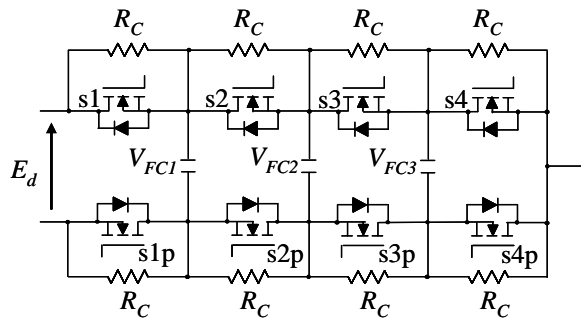 R_C R_C R_C R_C
s1 s2 s3 s4
E_d V_FC1 V_FC2 V_FC3
s1p s2p s3p s4p
R_C R_C R_C R_C